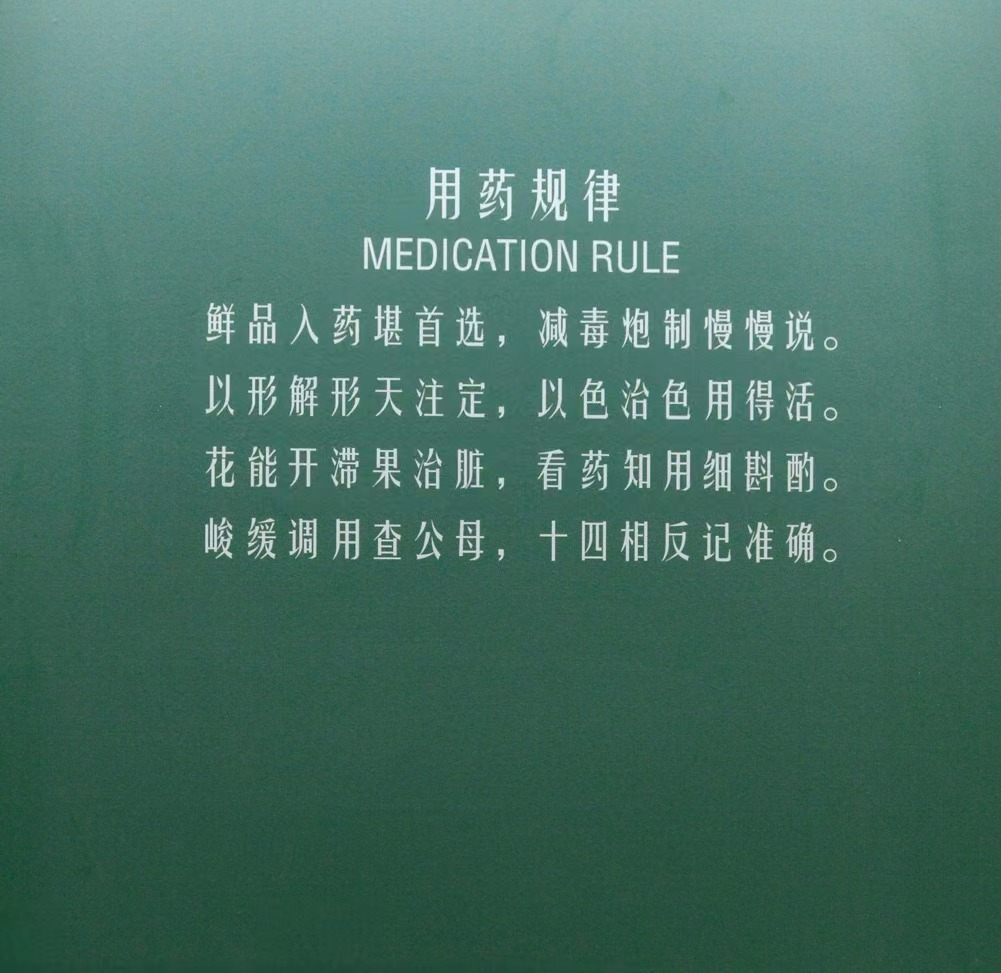 用药规律
MEDICATION RULE
鲜品入药堪首选，减毒炮制慢慢说。
以形解形天注定，以色治色用得活。
花能开滞果治脏，看药知用细斟酌。
峻缓调用查公母，十四相反记准确。